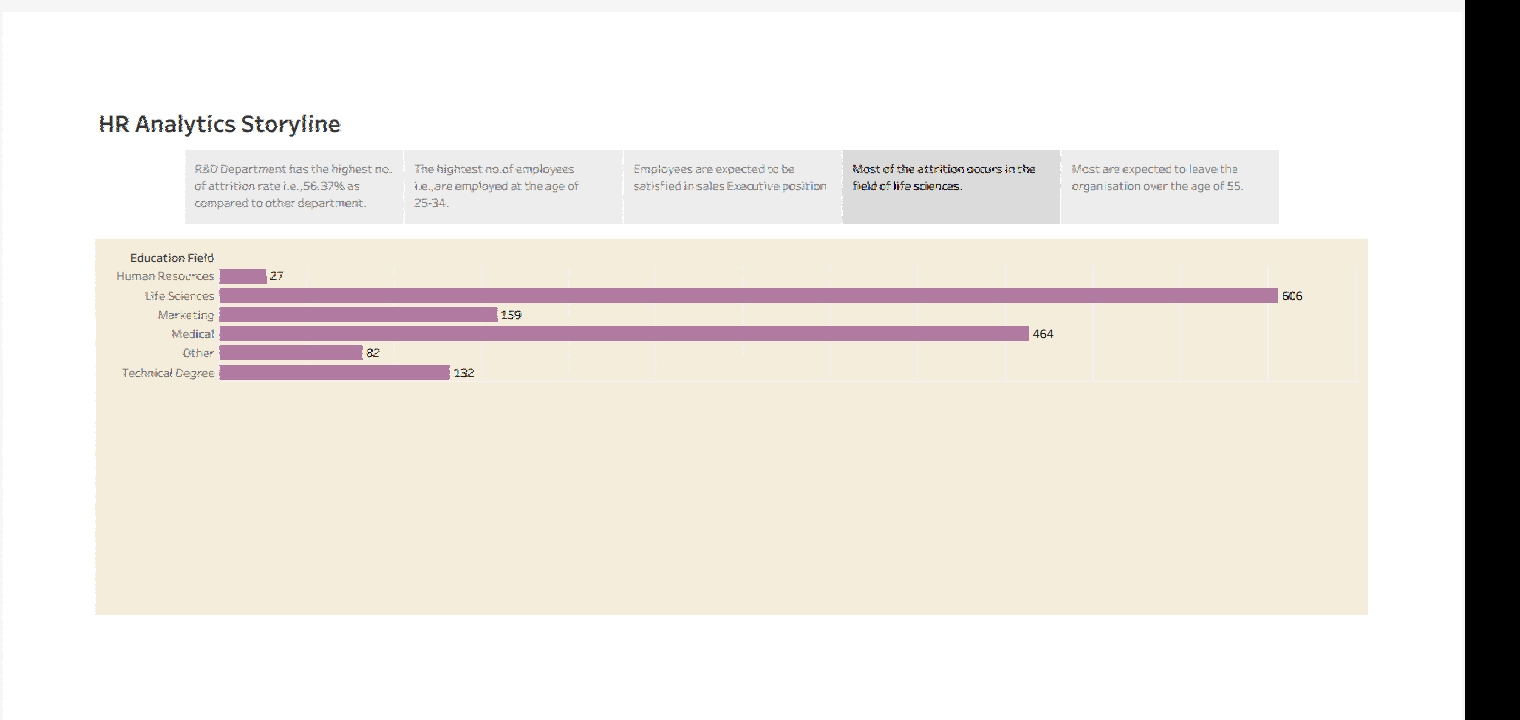 HR Analytics Storyline
R&D Department has the highest no.
of attrition rate i.e.,56.37% as
compared to other department.
The hightest no.of employees
i.e.,are employed at the age of
25-34.
Employees are expected to be
satisfied in sales Executive position
Most of the attrition occurs in the
field of life sciences.
Most are expected to leave the
organisation over the age of 55.
Education Field
Human Resources 27
Life Sciences 606
Marketing 159
Medical 464
Other 82
Technical Degree 132